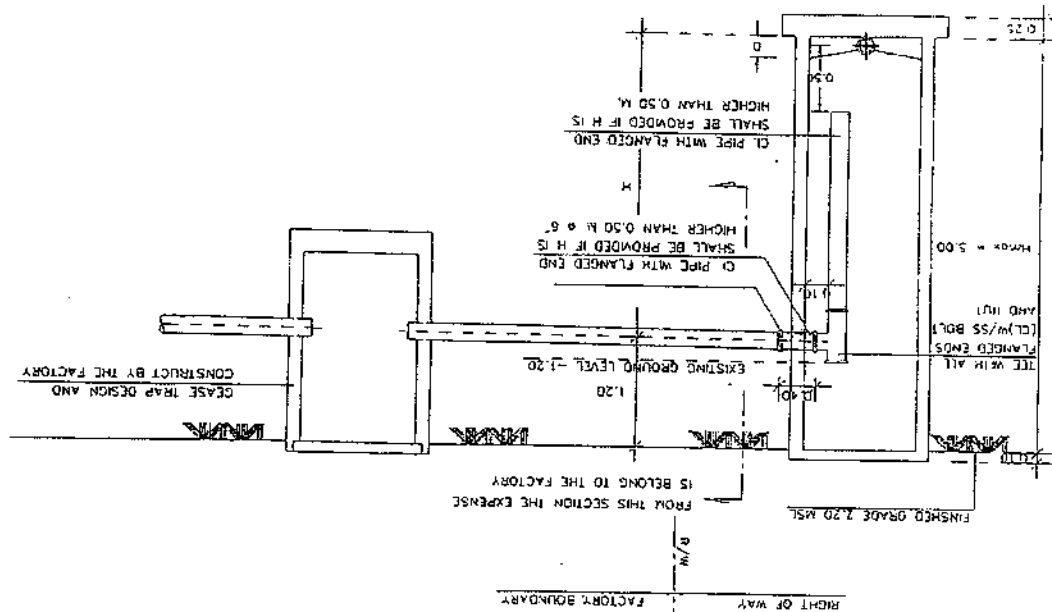 RIGHT OF WAY
FACTORY BOUNDARY
R/W
FINISHED GRADE 2.20 MSL
FROM THIS SECTION THE EXPENSE
IS BELONG TO THE FACTORY
0.40
1.20
EXISTING GROUND LEVEL -1.20
GEASE TRAP DESIGN AND
CONSTRUCT BY THE FACTORY
TEE WITH ALL
FLANGED ENDS
(CL)W/SS BOLT
AND NUT
0.10
Hmax = 5.00
CI PIPE WITH FLANGED END
SHALL BE PROVIDED IF H IS
HIGHER THAN 0.50 M ø 6"
H
CI. PIPE WITH FLANGED END
SHALL BE PROVIDED IF H IS
HIGHER THAN 0.50 M.
0.50
D
0.25